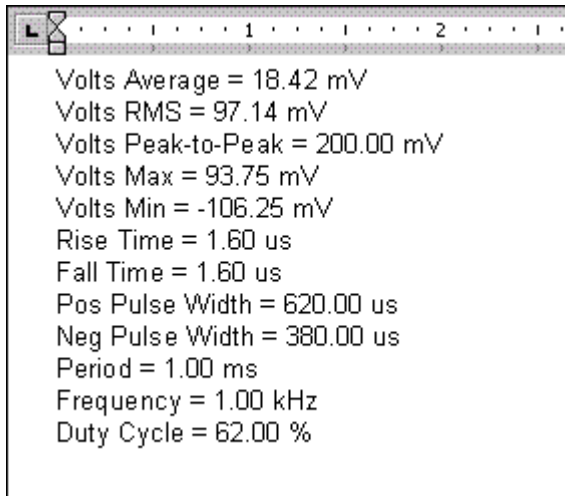 1 2
Volts Average = 18.42 mV
Volts RMS = 97.14 mV
Volts Peak-to-Peak = 200.00 mV
Volts Max = 93.75 mV
Volts Min = -106.25 mV
Rise Time = 1.60 us
Fall Time = 1.60 us
Pos Pulse Width = 620.00 us
Neg Pulse Width = 380.00 us
Period = 1.00 ms
Frequency = 1.00 kHz
Duty Cycle = 62.00 %